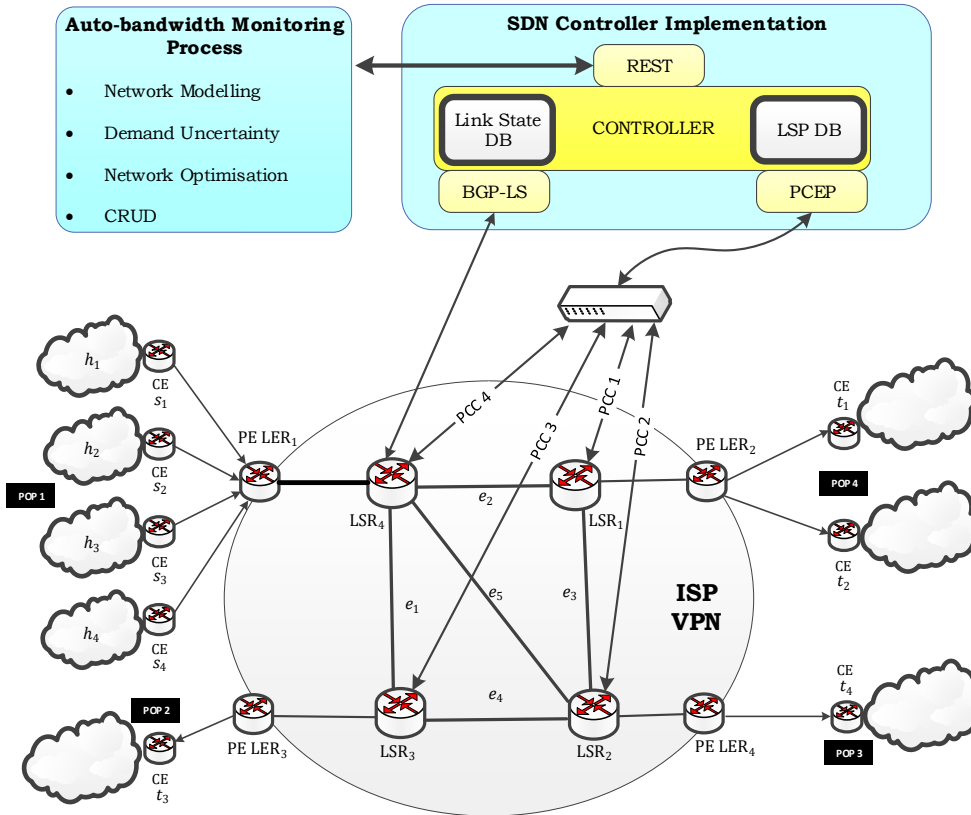 Auto-bandwidth Monitoring
Process
• Network Modelling
• Demand Uncertainty
• Network Optimisation
• CRUD
SDN Controller Implementation
REST
Link State
DB
CONTROLLER
LSP DB
BGP-LS
PCEP
PCC 4
PCC 3
PCC 1
PCC 2
h₁
CE
s₁
h₂
CE
s₂
POP 1
h₃
CE
s₃
h₄
CE
s₄
PE LER₁
LSR₄
e₂
LSR₁
PE LER₂
CE
t₁
POP 4
CE
t₂
e₁
e₅
e₃
ISP
VPN
POP 2
CE
t₃
PE LER₃
LSR₃
e₄
LSR₂
PE LER₄
CE
t₄
POP 3